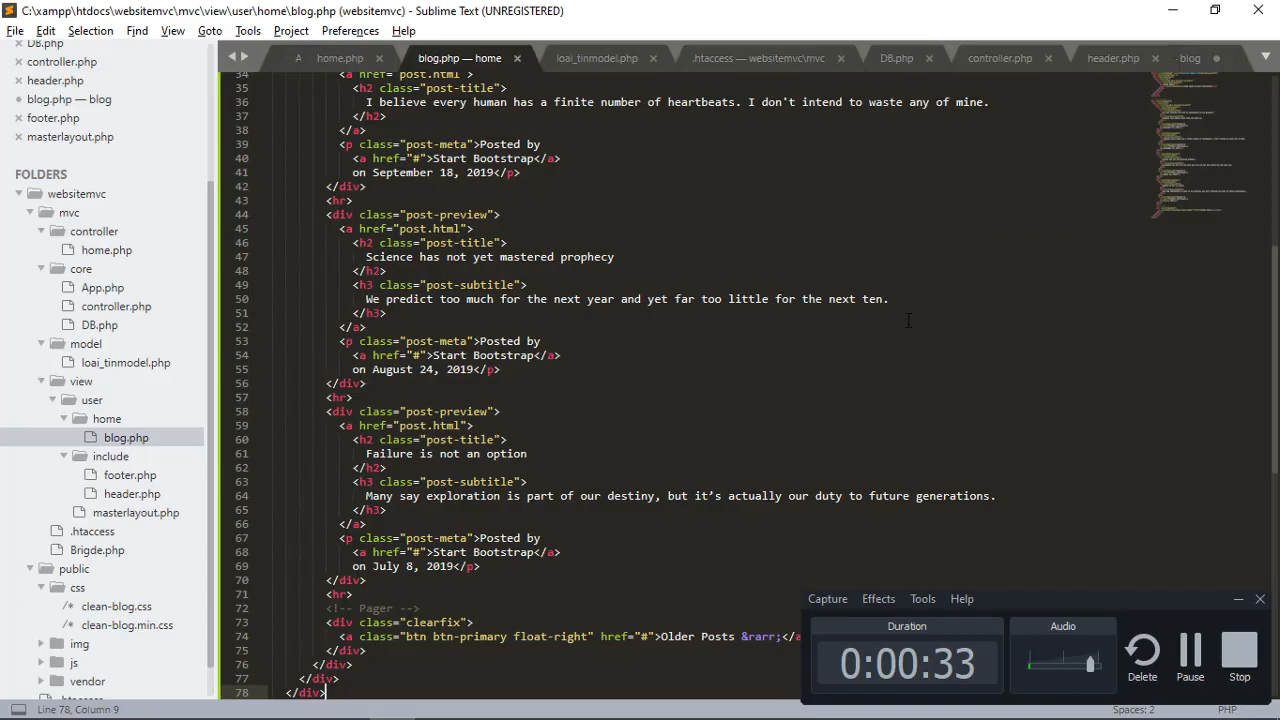 C:\xampp\htdocs\websitemvc\mvc\view\user\home\blog.php (websitemvc) - Sublime Text (UNREGISTERED)
File Edit Selection Find View Goto Tools Project Preferences Help
DB.php
controller.php
header.php
blog.php — blog
footer.php
masterlayout.php
FOLDERS
websitemvc
mvc
controller
home.php
core
App.php
controller.php
DB.php
model
loai_tinmodel.php
view
user
home
blog.php
include
footer.php
header.php
masterlayout.php
.htaccess
Brigde.php
public
css
clean-blog.css
clean-blog.min.css
img
js
vendor
.htaccess
A home.php blog.php — home loai_tinmodel.php .htaccess — websitemvc\mvc DB.php controller.php header.php - blog
34 <a href="post.html">
35 <h2 class="post-title">
36 I believe every human has a finite number of heartbeats. I don't intend to waste any of mine.
37 </h2>
38 </a>
39 <p class="post-meta">Posted by
40 <a href="#">Start Bootstrap</a>
41 on September 18, 2019</p>
42 </div>
43 <hr>
44 <div class="post-preview">
45 <a href="post.html">
46 <h2 class="post-title">
47 Science has not yet mastered prophecy
48 </h2>
49 <h3 class="post-subtitle">
50 We predict too much for the next year and yet far too little for the next ten.
51 </h3>
52 </a>
53 <p class="post-meta">Posted by
54 <a href="#">Start Bootstrap</a>
55 on August 24, 2019</p>
56 </div>
57 <hr>
58 <div class="post-preview">
59 <a href="post.html">
60 <h2 class="post-title">
61 Failure is not an option
62 </h2>
63 <h3 class="post-subtitle">
64 Many say exploration is part of our destiny, but it’s actually our duty to future generations.
65 </h3>
66 </a>
67 <p class="post-meta">Posted by
68 <a href="#">Start Bootstrap</a>
69 on July 8, 2019</p>
70 </div>
71 <hr>
72 <!-- Pager -->
73 <div class="clearfix">
74 <a class="btn btn-primary float-right" href="#">Older Posts &rarr;</a
75 </div>
76 </div>
77 </div>
78 </div>
Capture Effects Tools Help
Duration
0:00:33
Audio
Delete Pause Stop
Line 78, Column 9
Spaces: 2
PHP